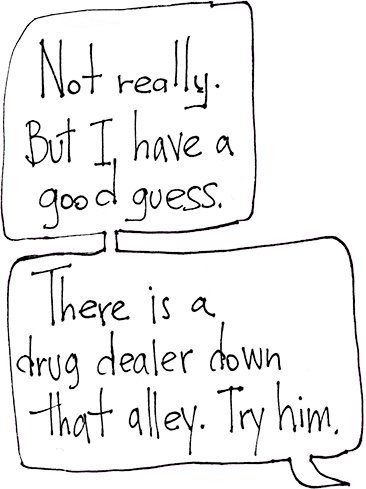 Not really.
But I have a
good guess.
There is a
drug dealer down
that alley. Try him.